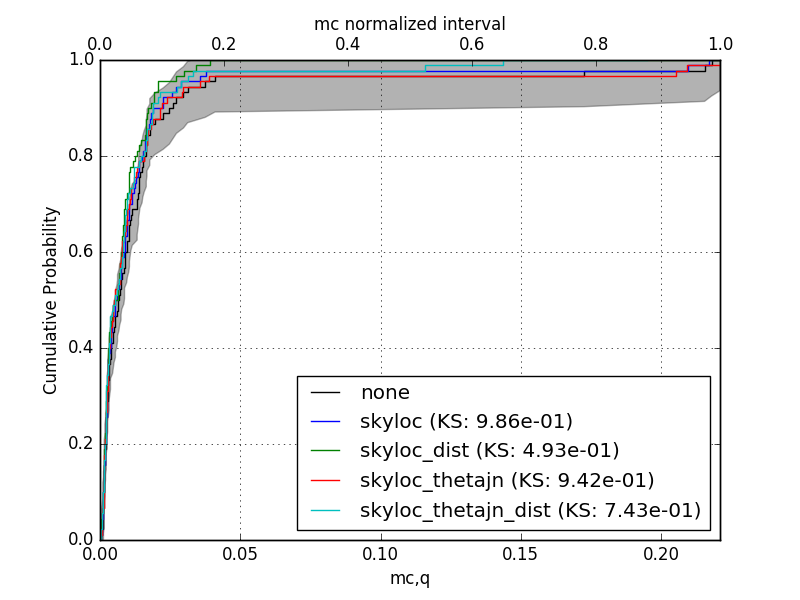 mc normalized interval
0.0 0.2 0.4 0.6 0.8 1.0
1.0
0.8
0.6
0.4
0.2
0.0
Cumulative Probability
none
skyloc (KS: 9.86e-01)
skyloc_dist (KS: 4.93e-01)
skyloc_thetajn (KS: 9.42e-01)
skyloc_thetajn_dist (KS: 7.43e-01)
0.00 0.05 0.10 0.15 0.20
mc,q